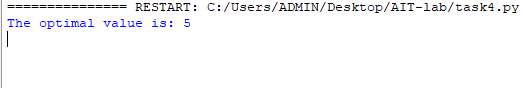 =============== RESTART: C:/Users/ADMIN/Desktop/AIT-lab/task4.py
The optimal value is: 5